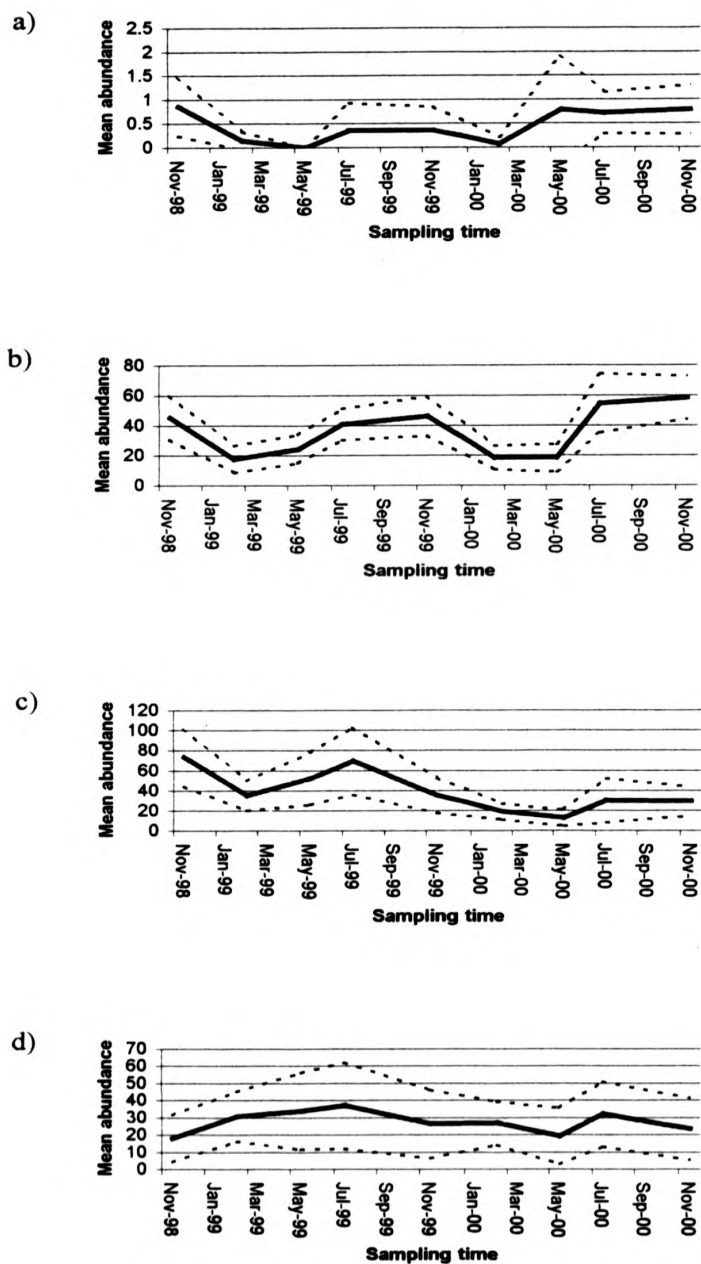 a)
Mean abundance
2.5
2
1.5
1
0.5
0
Nov-98
Jan-99
Mar-99
May-99
Jul-99
Sep-99
Nov-99
Jan-00
Mar-00
May-00
Jul-00
Sep-00
Nov-00
Sampling time
b)
Mean abundance
80
60
40
20
0
Nov-98
Jan-99
Mar-99
May-99
Jul-99
Sep-99
Nov-99
Jan-00
Mar-00
May-00
Jul-00
Sep-00
Nov-00
Sampling time
c)
Mean abundance
120
100
80
60
40
20
0
Nov-98
Jan-99
Mar-99
May-99
Jul-99
Sep-99
Nov-99
Jan-00
Mar-00
May-00
Jul-00
Sep-00
Nov-00
Sampling time
d)
Mean abundance
70
60
50
40
30
20
10
0
Nov-98
Jan-99
Mar-99
May-99
Jul-99
Sep-99
Nov-99
Jan-00
Mar-00
May-00
Jul-00
Sep-00
Nov-00
Sampling time